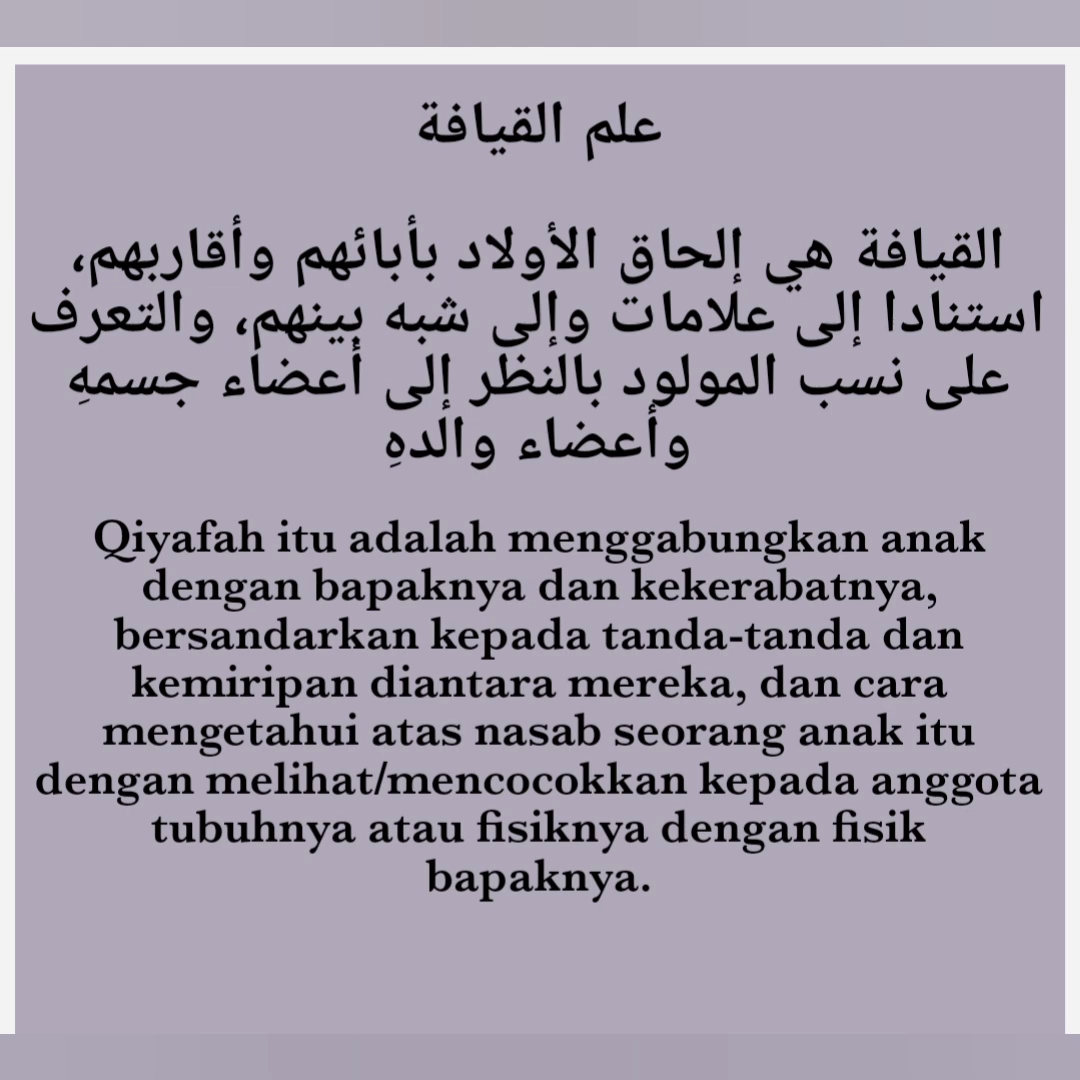 علم القيافة
القيافة هي إلحاق الأولاد بأبائهم وأقاربهم،
استنادا إلى علامات وإلى شبه بينهم، والتعرف
على نسب المولود بالنظر إلى أعضاء جسمهِ
وأعضاء والدهِ
Qiyafah itu adalah menggabungkan anak
dengan bapaknya dan kekerabatnya,
bersandarkan kepada tanda-tanda dan
kemiripan diantara mereka, dan cara
mengetahui atas nasab seorang anak itu
dengan melihat/mencocokkan kepada anggota
tubuhnya atau fisiknya dengan fisik
bapaknya.